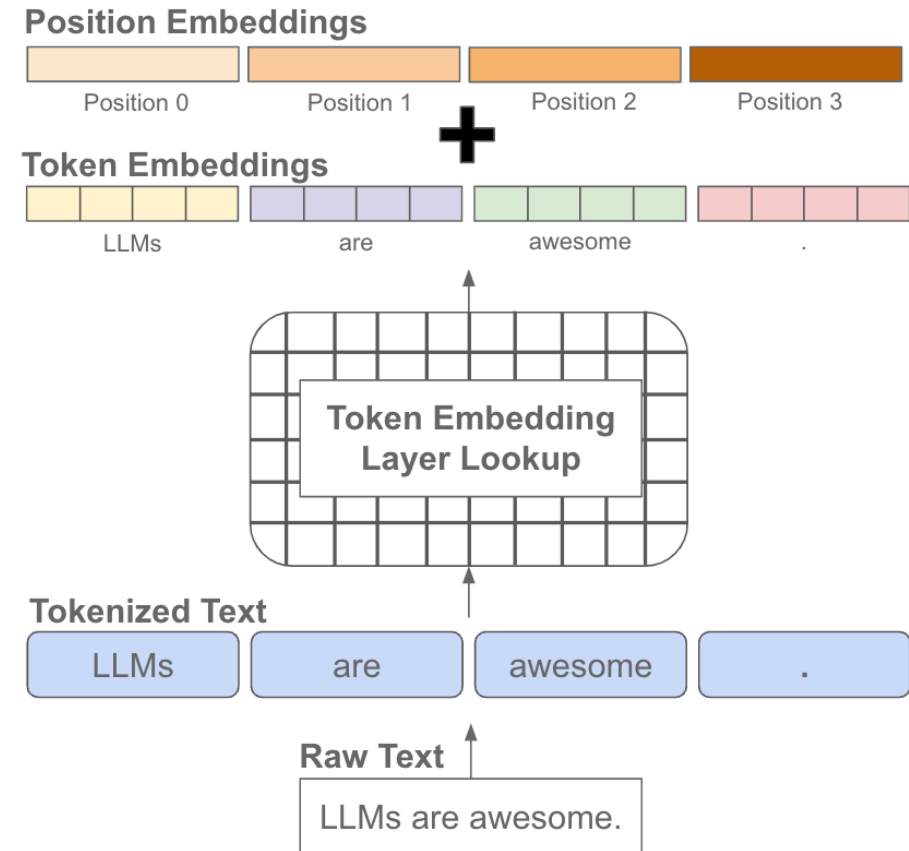 Position Embeddings
Position 0 Position 1 Position 2 Position 3
Token Embeddings
LLMs are awesome .
Token Embedding
Layer Lookup
Tokenized Text
LLMs are awesome .
Raw Text
LLMs are awesome.